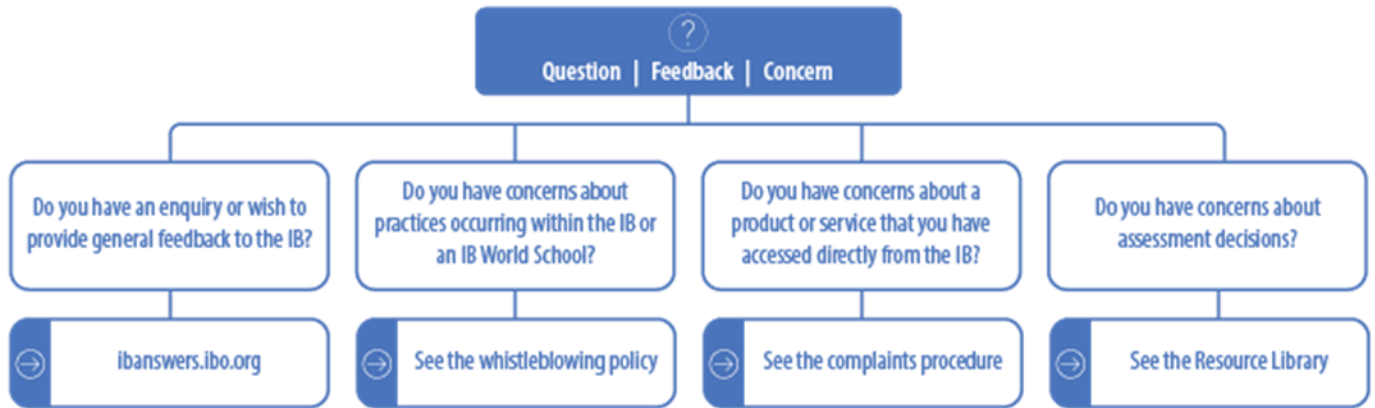 ?
Question | Feedback | Concern
Do you have an enquiry or wish to
provide general feedback to the IB?
Do you have concerns about
practices occurring within the IB or
an IB World School?
Do you have concerns about a
product or service that you have
accessed directly from the IB?
Do you have concerns about
assessment decisions?
ibanswers.ibo.org
See the whistleblowing policy
See the complaints procedure
See the Resource Library